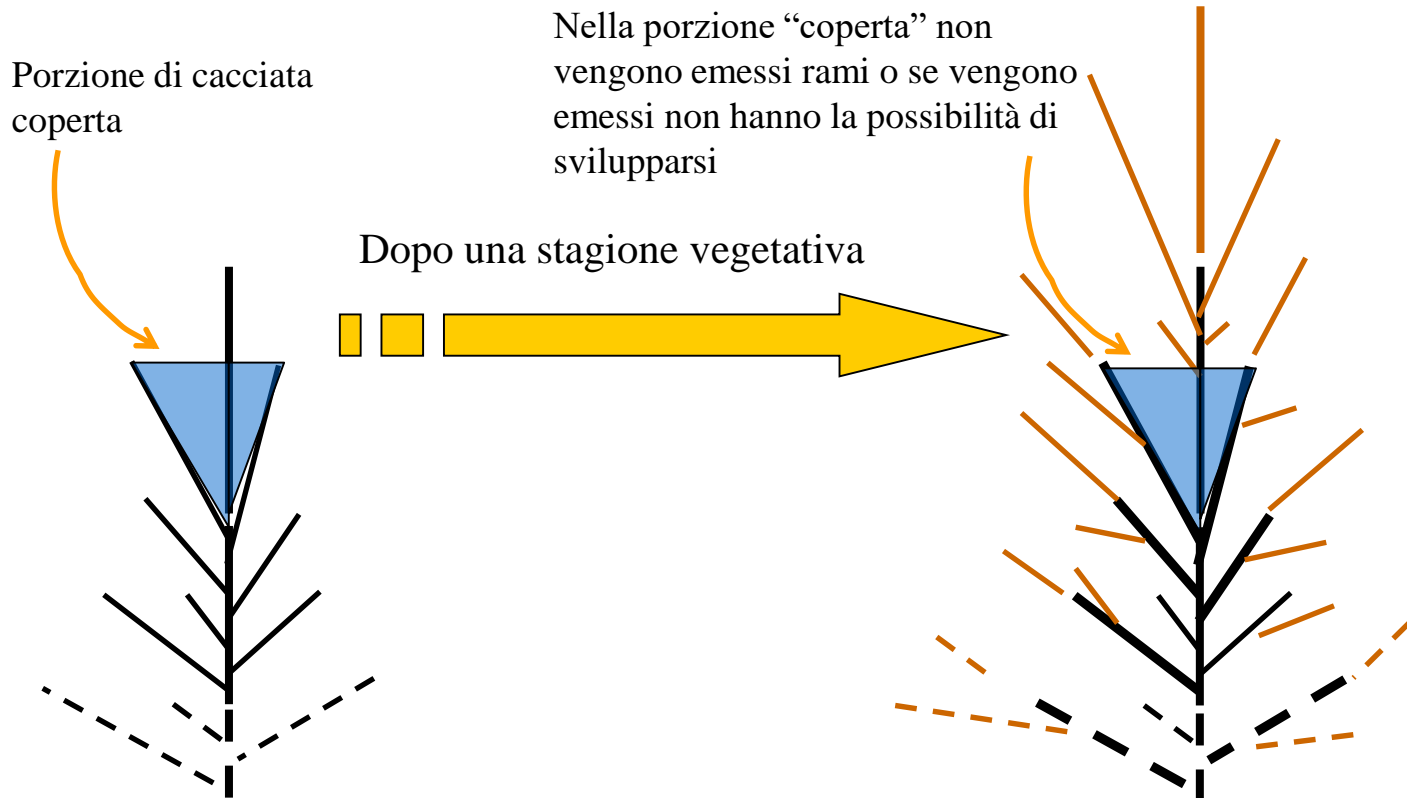 Porzione di cacciata
coperta
Nella porzione “coperta” non
vengono emessi rami o se vengono
emessi non hanno la possibilità di
svilupparsi
Dopo una stagione vegetativa